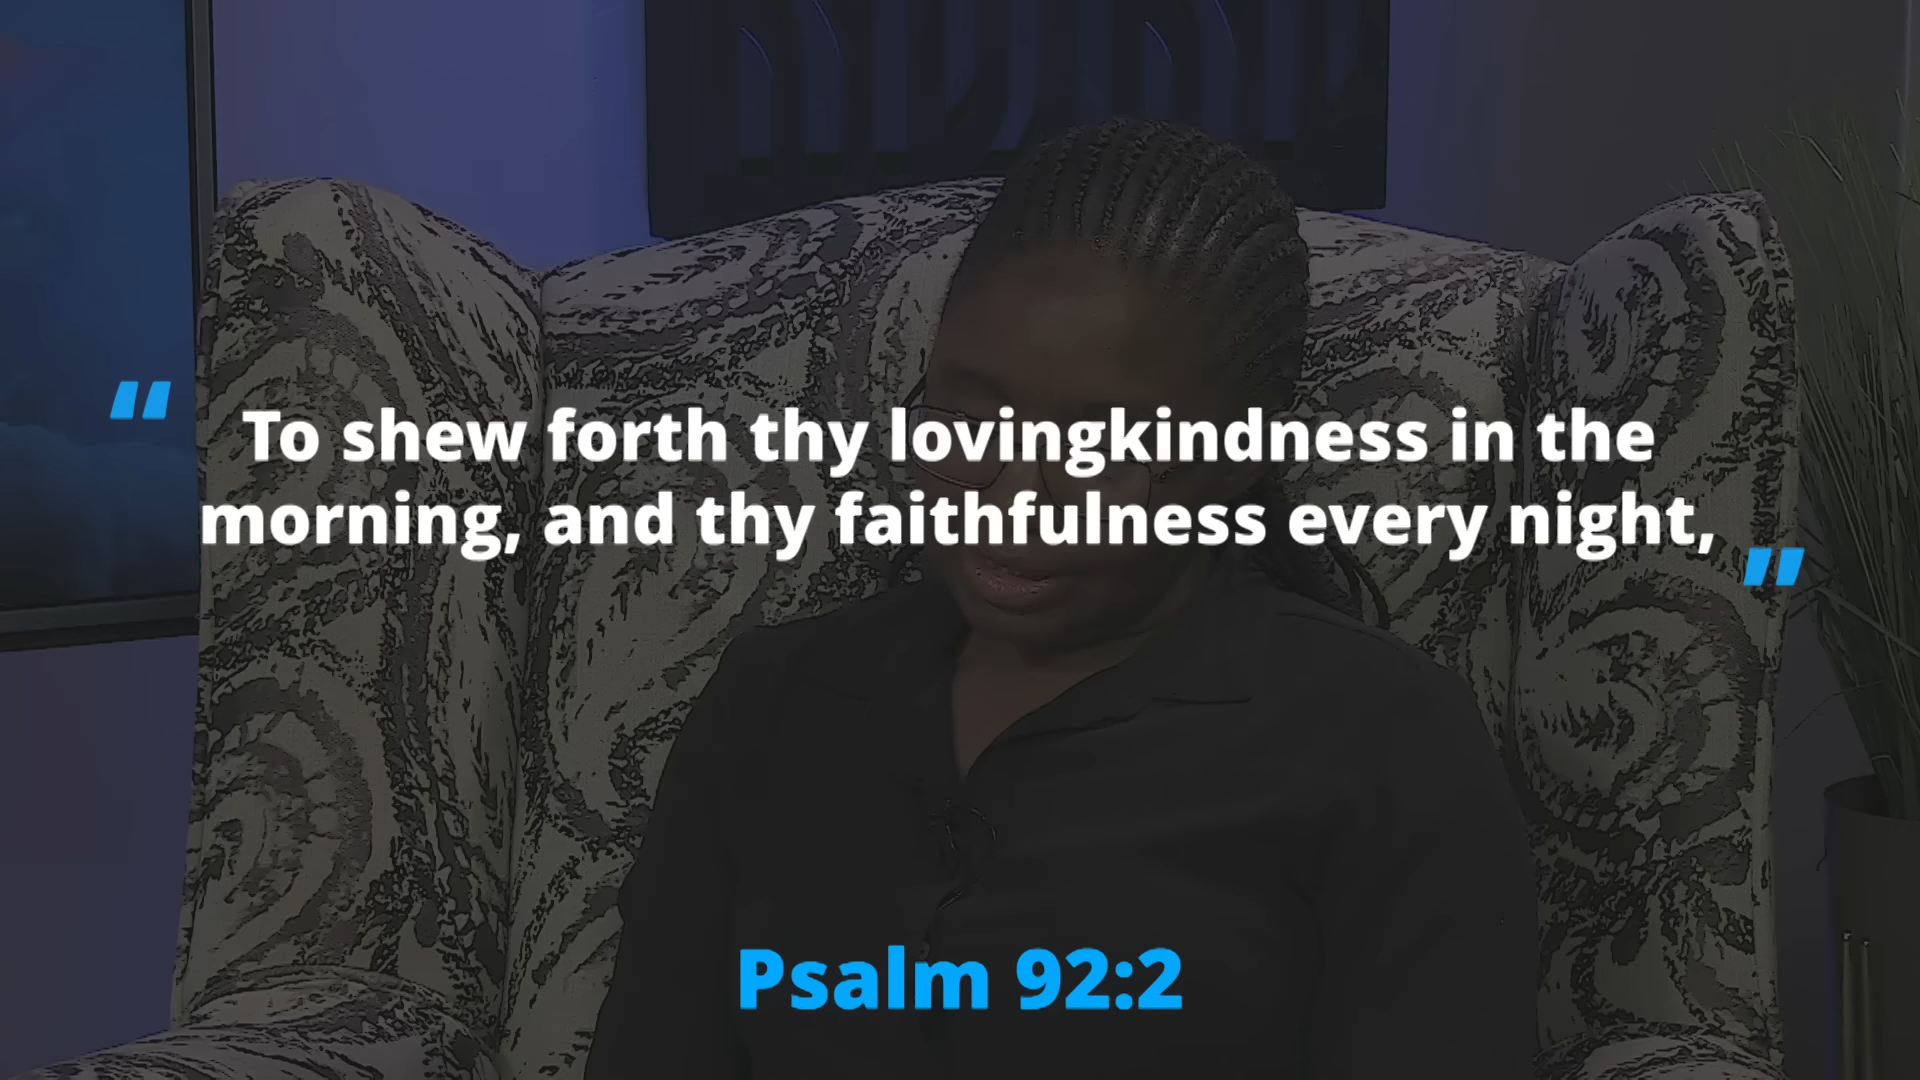 “ To shew forth thy lovingkindness in the
morning, and thy faithfulness every night, ”
Psalm 92:2